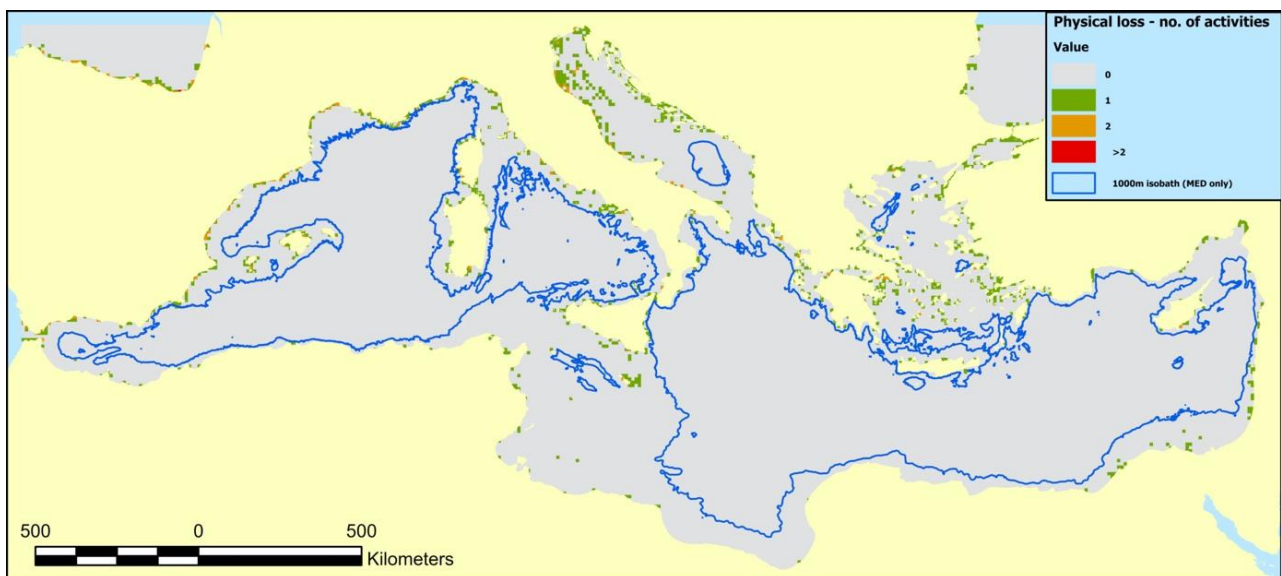 Physical loss - no. of activities
Value
0
1
2
>2
1000m isobath (MED only)
500 0 500
Kilometers